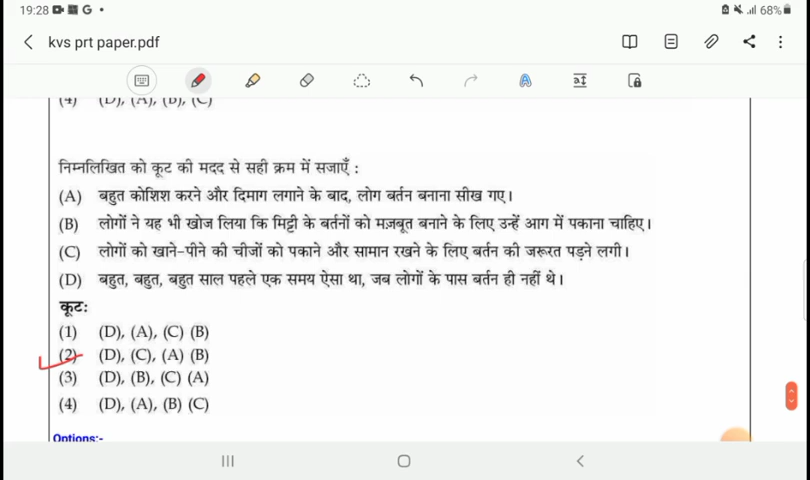 19:28 G • 68%
kvs prt paper.pdf
(4) (D), (A), (B), (C)
निम्नलिखित को कूट की मदद से सही क्रम में सजाएँ :
(A) बहुत कोशिश करने और दिमाग लगाने के बाद, लोग बर्तन बनाना सीख गए।
(B) लोगों ने यह भी खोज लिया कि मिट्टी के बर्तनों को मज़बूत बनाने के लिए उन्हें आग में पकाना चाहिए।
(C) लोगों को खाने-पीने की चीजों को पकाने और सामान रखने के लिए बर्तन की जरूरत पड़ने लगी।
(D) बहुत, बहुत, बहुत साल पहले एक समय ऐसा था, जब लोगों के पास बर्तन ही नहीं थे।
कूटः
(1) (D), (A), (C) (B)
(2) (D), (C), (A) (B)
(3) (D), (B), (C) (A)
(4) (D), (A), (B) (C)
Options:-